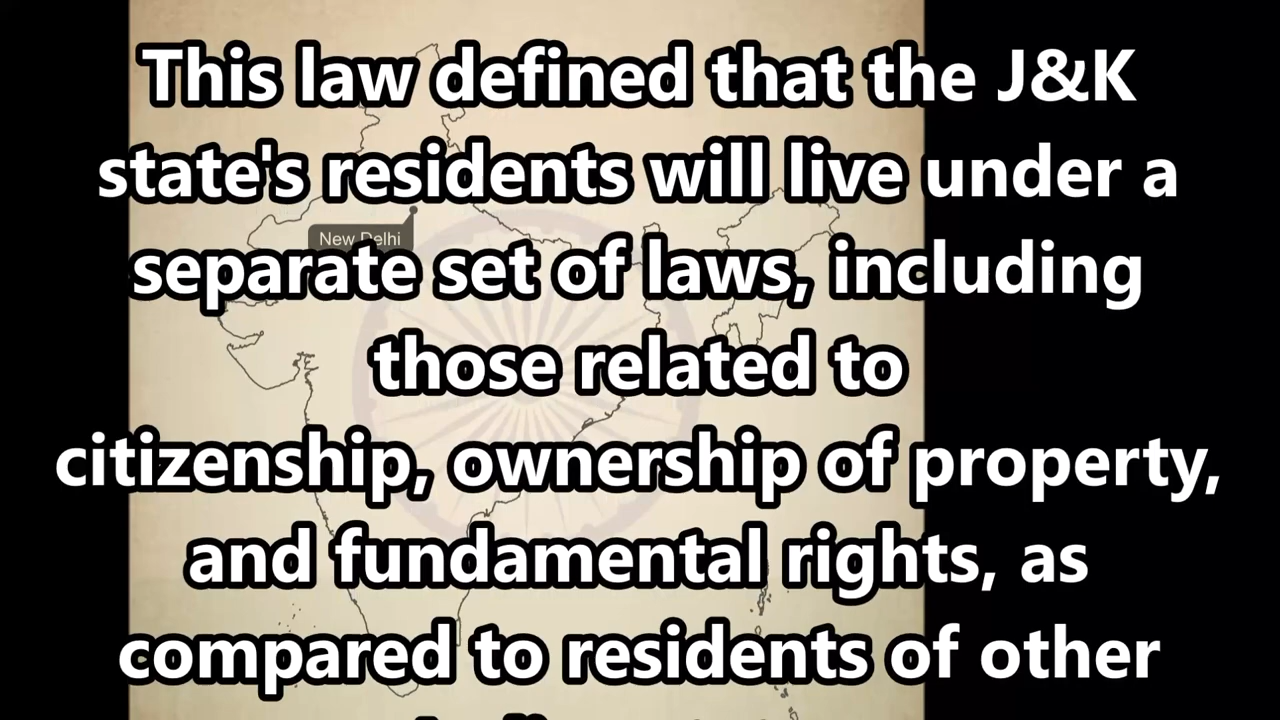 This law defined that the J&K
state's residents will live under a
New Delhi
separate set of laws, including
those related to
citizenship, ownership of property,
and fundamental rights, as
compared to residents of other